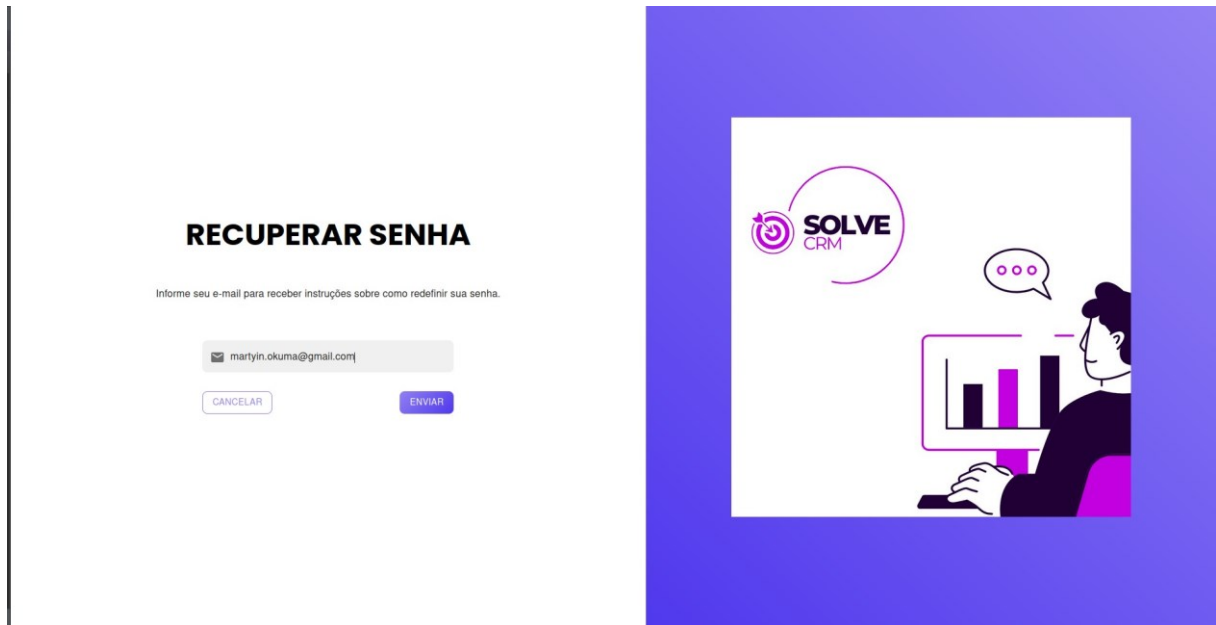 RECUPERAR SENHA
Informe seu e-mail para receber instruções sobre como redefinir sua senha.
martyin.okuma@gmail.com
CANCELAR
ENVIAR
SOLVE
CRM